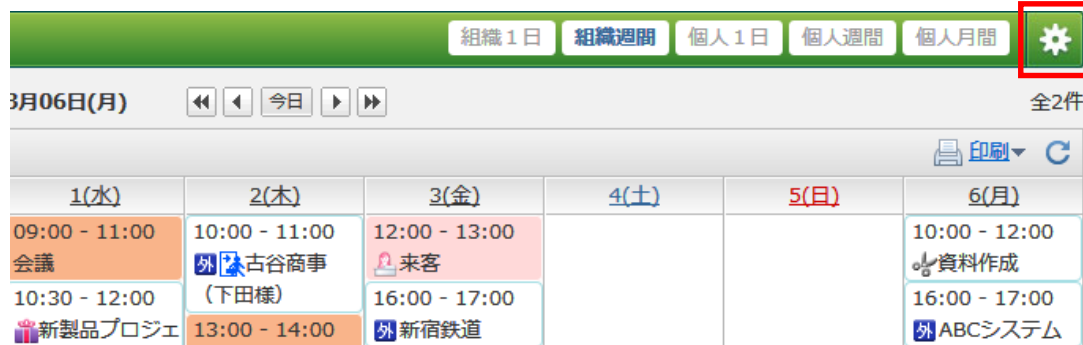 組織1日 組織週間 個人1日 個人週間 個人月間
3月06日(月) 今日 全2件
印刷
1(水) 2(木) 3(金) 4(土) 5(日) 6(月)
09:00 - 11:00 10:00 - 11:00 12:00 - 13:00 10:00 - 12:00
会議 外 古谷商事 来客 資料作成
10:30 - 12:00 (下田様) 16:00 - 17:00 16:00 - 17:00
新製品プロジェ 13:00 - 14:00 外 新宿鉄道 外 ABCシステム